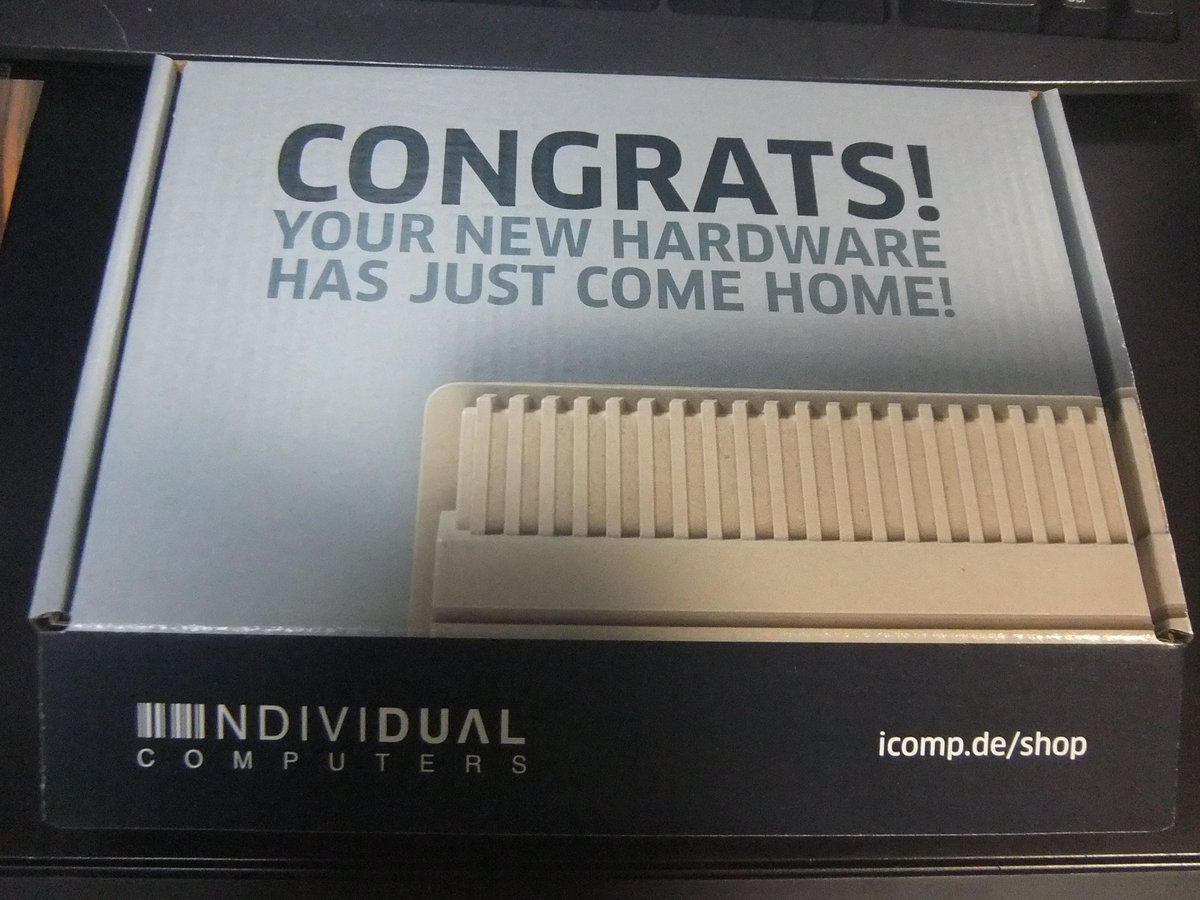 CONGRATS!
YOUR NEW HARDWARE
HAS JUST COME HOME!
INDIVIDUAL
COMPUTERS
icomp.de/shop